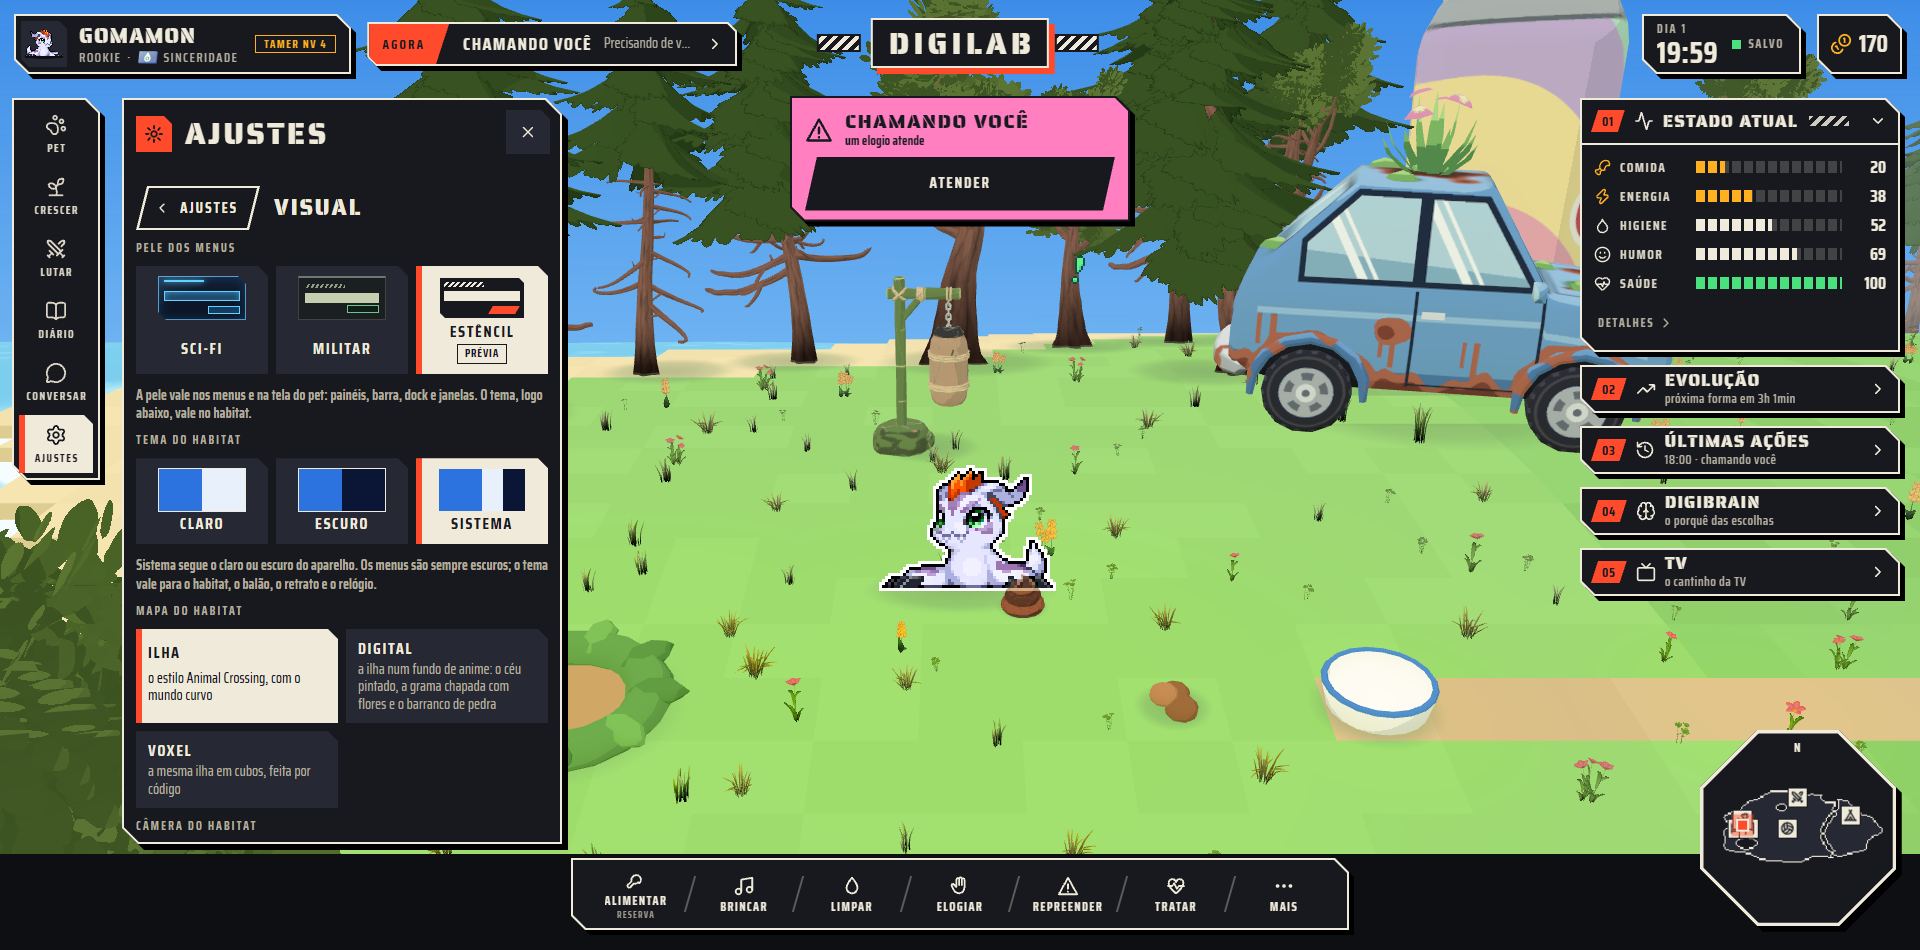 GOMAMON
ROOKIE · SINCERIDADE
TAMER NV 4
AGORA
CHAMANDO VOCÊ Precisando de v...
DIGILAB
DIA 1
19:59
SALVO
170
PET
CRESCER
LUTAR
DIÁRIO
CONVERSAR
AJUSTES
AJUSTES
AJUSTES
VISUAL
PELE DOS MENUS
SCI-FI
MILITAR
ESTÊNCIL
PRÉVIA
A pele vale nos menus e na tela do pet: painéis, barra, dock e janelas. O tema, logo
abaixo, vale no habitat.
TEMA DO HABITAT
CLARO
ESCURO
SISTEMA
Sistema segue o claro ou escuro do aparelho. Os menus são sempre escuros; o tema
vale para o habitat, o balão, o retrato e o relógio.
MAPA DO HABITAT
ILHA
o estilo Animal Crossing, com o
mundo curvo
DIGITAL
a ilha num fundo de anime: o céu
pintado, a grama chapada com
flores e o barranco de pedra
VOXEL
a mesma ilha em cubos, feita por
código
CÂMERA DO HABITAT
CHAMANDO VOCÊ
um elogio atende
ATENDER
01
ESTADO ATUAL
COMIDA 20
ENERGIA 38
HIGIENE 52
HUMOR 69
SAÚDE 100
DETALHES
02
EVOLUÇÃO
próxima forma em 3h 1min
03
ÚLTIMAS AÇÕES
18:00 · chamando você
04
DIGIBRAIN
o porquê das escolhas
05
TV
o cantinho da TV
N
ALIMENTAR
RESERVA
BRINCAR
LIMPAR
ELOGIAR
REPREENDER
TRATAR
MAIS